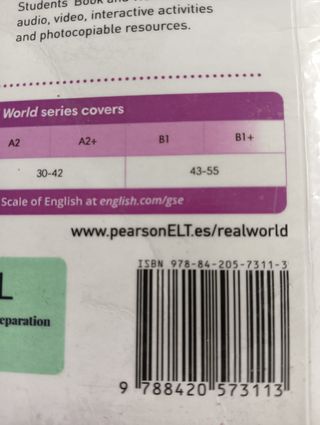 Students' Book and
audio, video, interactive activities
and photocopiable resources.
World series covers
A2 A2+ B1 B1+
30-42 43-55
Scale of English at english.com/gse
www.pearsonELT.es/realworld
L
eparation
ISBN 978-84-205-7311-3
9 788420 573113